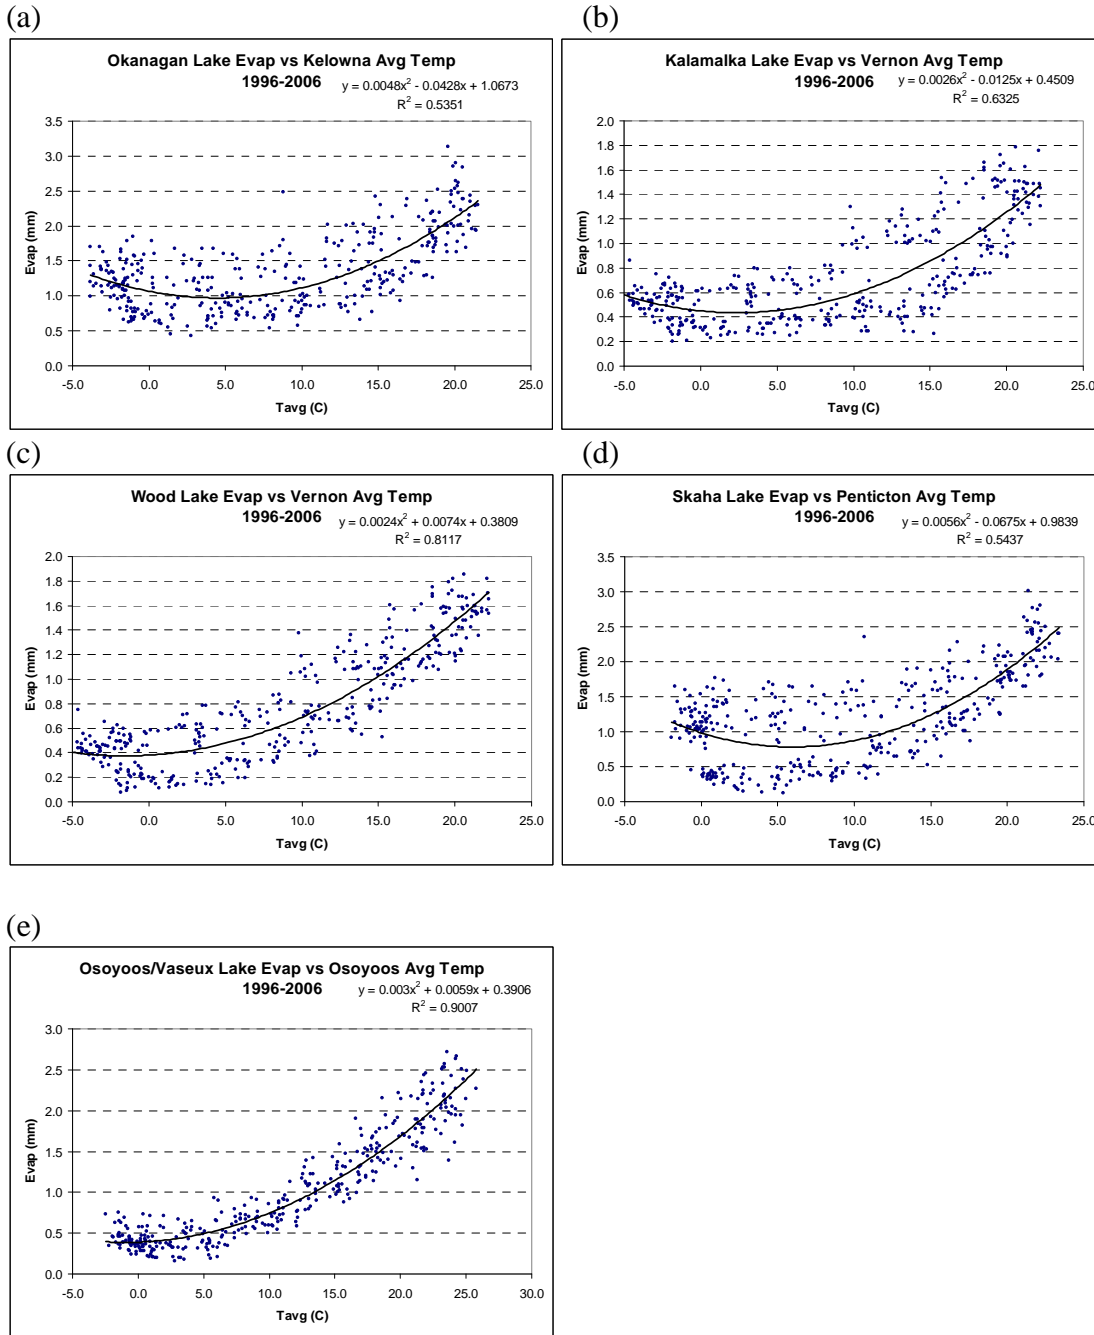 (a)
Okanagan Lake Evap vs Kelowna Avg Temp
1996-2006
y = 0.0048x² - 0.0428x + 1.0673
R² = 0.5351
Evap (mm)
3.5
3.0
2.5
2.0
1.5
1.0
0.5
0.0
-5.0 0.0 5.0 10.0 15.0 20.0 25.0
Tavg (C)
(b)
Kalamalka Lake Evap vs Vernon Avg Temp
1996-2006
y = 0.0026x² - 0.0125x + 0.4509
R² = 0.6325
Evap (mm)
2.0
1.8
1.6
1.4
1.2
1.0
0.8
0.6
0.4
0.2
0.0
-5.0 0.0 5.0 10.0 15.0 20.0 25.0
Tavg (C)
(c)
Wood Lake Evap vs Vernon Avg Temp
1996-2006
y = 0.0024x² + 0.0074x + 0.3809
R² = 0.8117
Evap (mm)
2.0
1.8
1.6
1.4
1.2
1.0
0.8
0.6
0.4
0.2
0.0
-5.0 0.0 5.0 10.0 15.0 20.0 25.0
Tavg (C)
(d)
Skaha Lake Evap vs Penticton Avg Temp
1996-2006
y = 0.0056x² - 0.0675x + 0.9839
R² = 0.5437
Evap (mm)
3.5
3.0
2.5
2.0
1.5
1.0
0.5
0.0
-5.0 0.0 5.0 10.0 15.0 20.0 25.0
Tavg (C)
(e)
Osoyoos/Vaseux Lake Evap vs Osoyoos Avg Temp
1996-2006
y = 0.003x² + 0.0059x + 0.3906
R² = 0.9007
Evap (mm)
3.0
2.5
2.0
1.5
1.0
0.5
0.0
-5.0 0.0 5.0 10.0 15.0 20.0 25.0 30.0
Tavg (C)